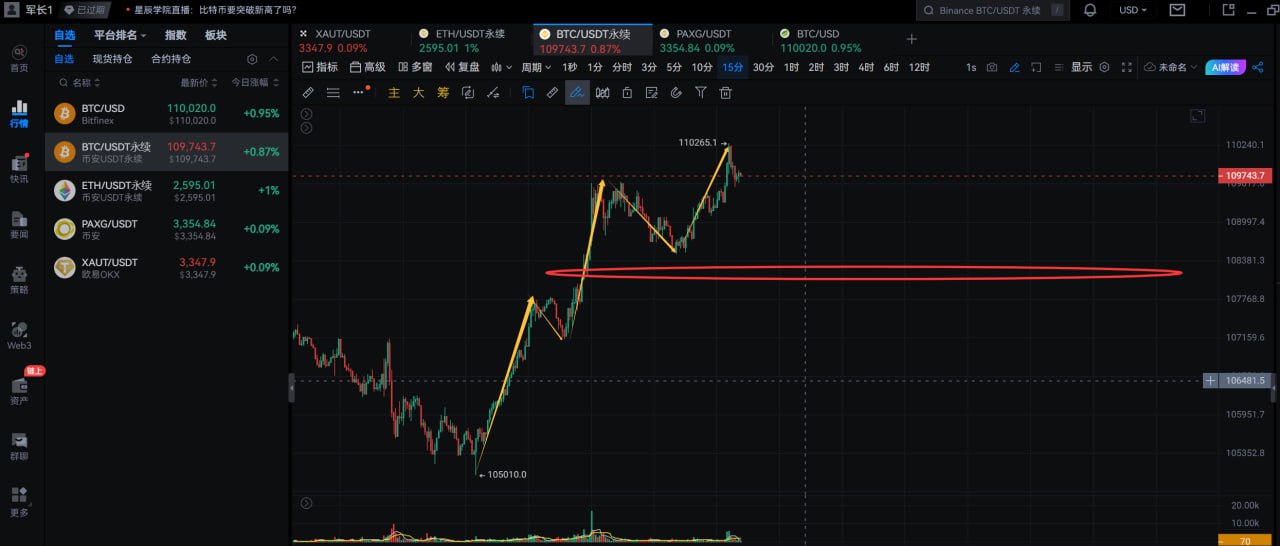 军长1 已过期 星辰学院直播：比特币要突破新高了吗？ Binance BTC/USDT 永续 / USD
首页
行情
快讯
要闻
策略
Web3
链上
资产
群聊
更多
自选 平台排名 指数 板块
自选 现货持仓 合约持仓
名称 最新价 今日涨幅
BTC/USD 110,020.0 +0.95%
Bitfinex $110,020.0
BTC/USDT永续 109,743.7 +0.87%
币安USDT永续 $109,743.7
ETH/USDT永续 2,595.01 +1%
币安USDT永续 $2,595.01
PAXG/USDT 3,354.84 +0.09%
币安 $3,354.84
XAUT/USDT 3,347.9 +0.09%
欧易OKX $3,347.9
XAUT/USDT ETH/USDT永续 BTC/USDT永续 PAXG/USDT BTC/USD
3347.9 0.09% 2595.01 1% 109743.7 0.87% 3354.84 0.09% 110020.0 0.95%
指标 高级 多窗 复盘 周期 1秒 1分 分时 3分 5分 10分 15分 30分 1时 2时 3时 4时 6时 12时 1s 显示 未命名 AI解读
主 大 筹
110265.1
105010.0
110240.1
109743.7
108997.4
108381.3
107768.8
107159.6
106481.5
105951.7
105352.8
20.00k
10.00k
70